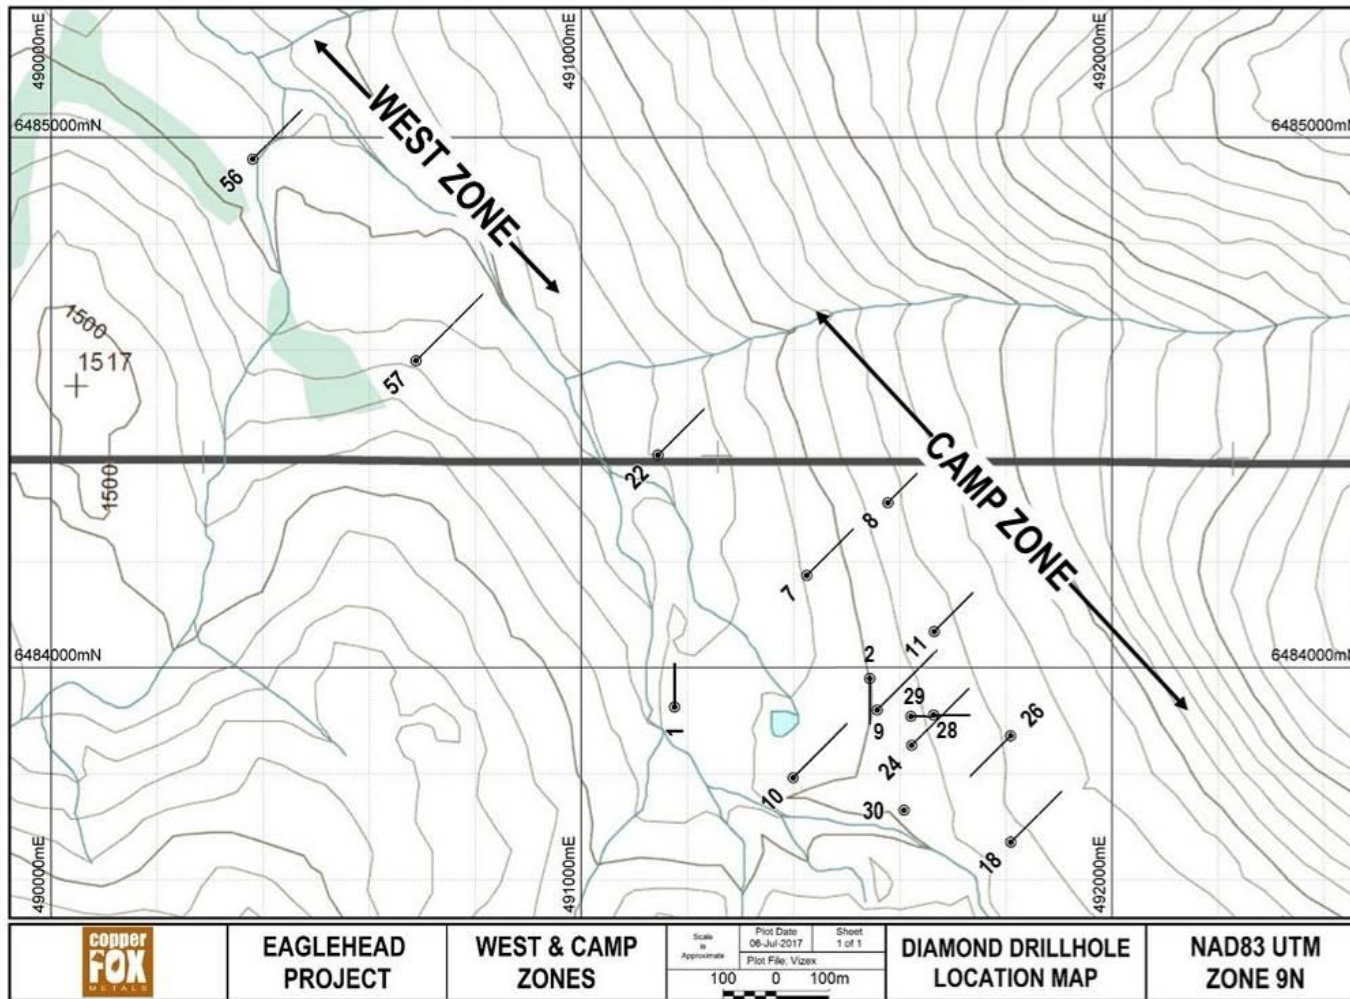 490000mE
491000mE
492000mE
WEST ZONE
6485000mN
6485000mN
56
1500
1517
57
CAMP ZONE
22
1500
8
7
11
6484000mN
6484000mN
2
29
26
1
9
28
24
10
30
18
490000mE
491000mE
492000mE
copper
FOX
METALS
EAGLEHEAD
PROJECT
WEST & CAMP
ZONES
Scale
is
Approximate
Plot Date
06-Jul-2017
Sheet
1 of 1
Plot File: Vizex
100 0 100m
DIAMOND DRILLHOLE
LOCATION MAP
NAD83 UTM
ZONE 9N